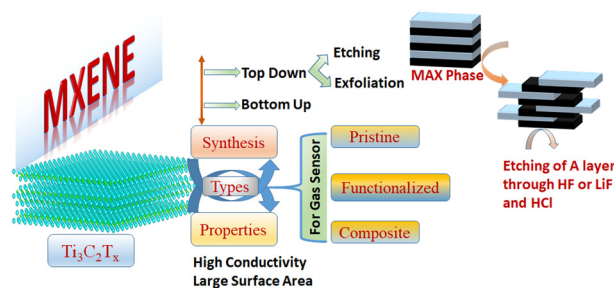 MXENE
Top Down
Etching
Exfoliation
Bottom Up
MAX Phase
Etching of A layer
through HF or LiF
and HCl
Synthesis
Types
Properties
High Conductivity
Large Surface Area
For Gas Sensor
Pristine
Functionalized
Composite
Ti₃C₂Tₓ